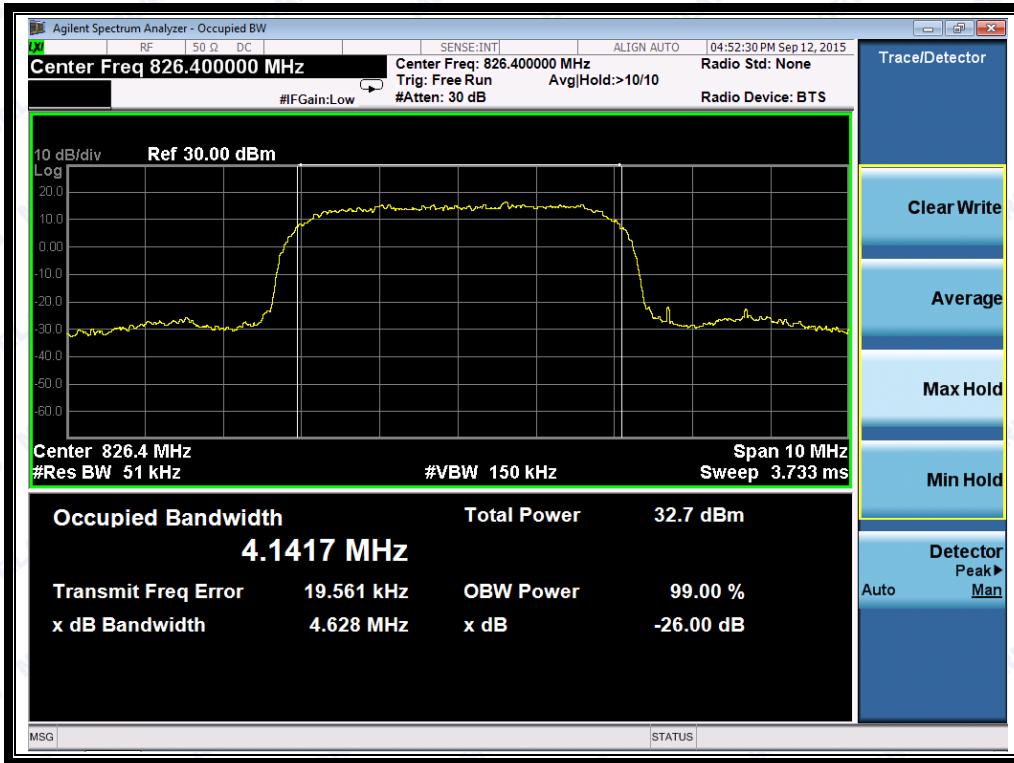 Agilent Spectrum Analyzer - Occupied BW
LXI RF 50 Ω DC SENSE:INT ALIGN AUTO 04:52:30 PM Sep 12, 2015
Center Freq 826.400000 MHz
Center Freq: 826.400000 MHz Radio Std: None
Trig: Free Run Avg|Hold:>10/10
#IFGain:Low #Atten: 30 dB Radio Device: BTS
10 dB/div Ref 30.00 dBm
Log
20.0
10.0
0.00
-10.0
-20.0
-30.0
-40.0
-50.0
-60.0
Center 826.4 MHz Span 10 MHz
#Res BW 51 kHz #VBW 150 kHz Sweep 3.733 ms
Occupied Bandwidth Total Power 32.7 dBm
4.1417 MHz
Transmit Freq Error 19.561 kHz OBW Power 99.00 %
x dB Bandwidth 4.628 MHz x dB -26.00 dB
MSG STATUS
Trace/Detector
Clear Write
Average
Max Hold
Min Hold
Detector
Peak▶
Auto Man